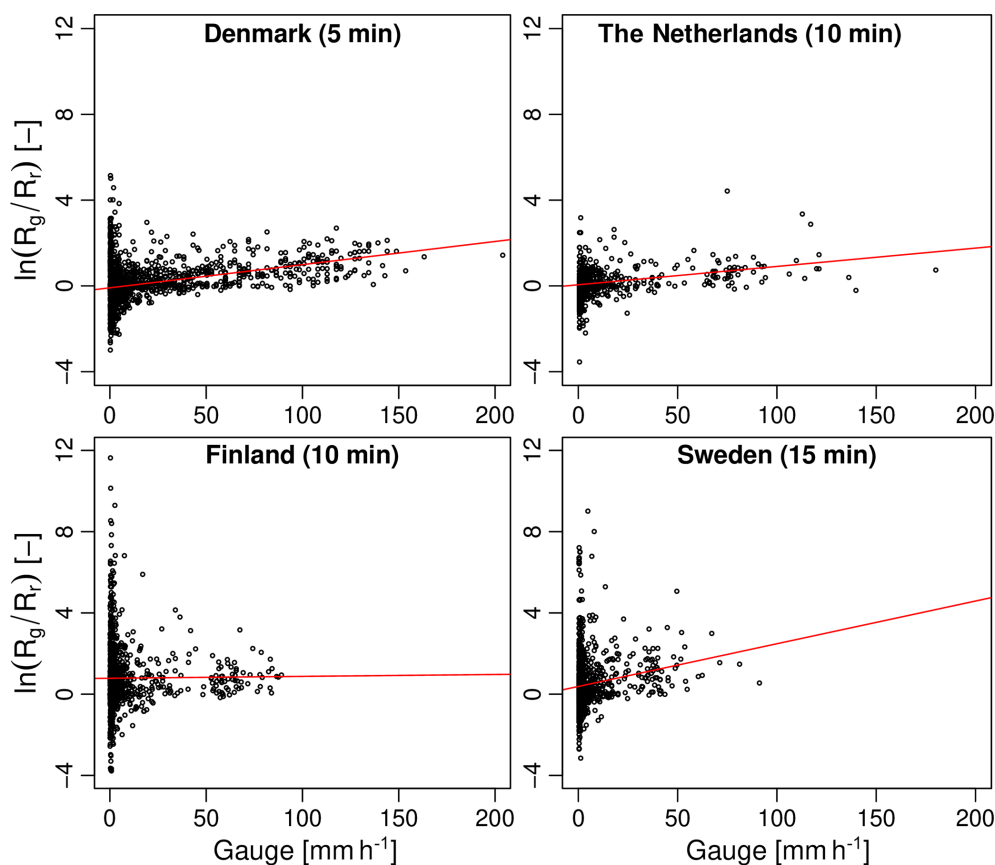 Denmark (5 min)
The Netherlands (10 min)
12
8
4
0
−4
ln(Rg/Rr) [−]
12
8
4
0
−4
0 50 100 150 200
0 50 100 150 200
Finland (10 min)
Sweden (15 min)
12
8
4
0
−4
ln(Rg/Rr) [−]
12
8
4
0
−4
0 50 100 150 200
0 50 100 150 200
Gauge [mm h-1]
Gauge [mm h-1]